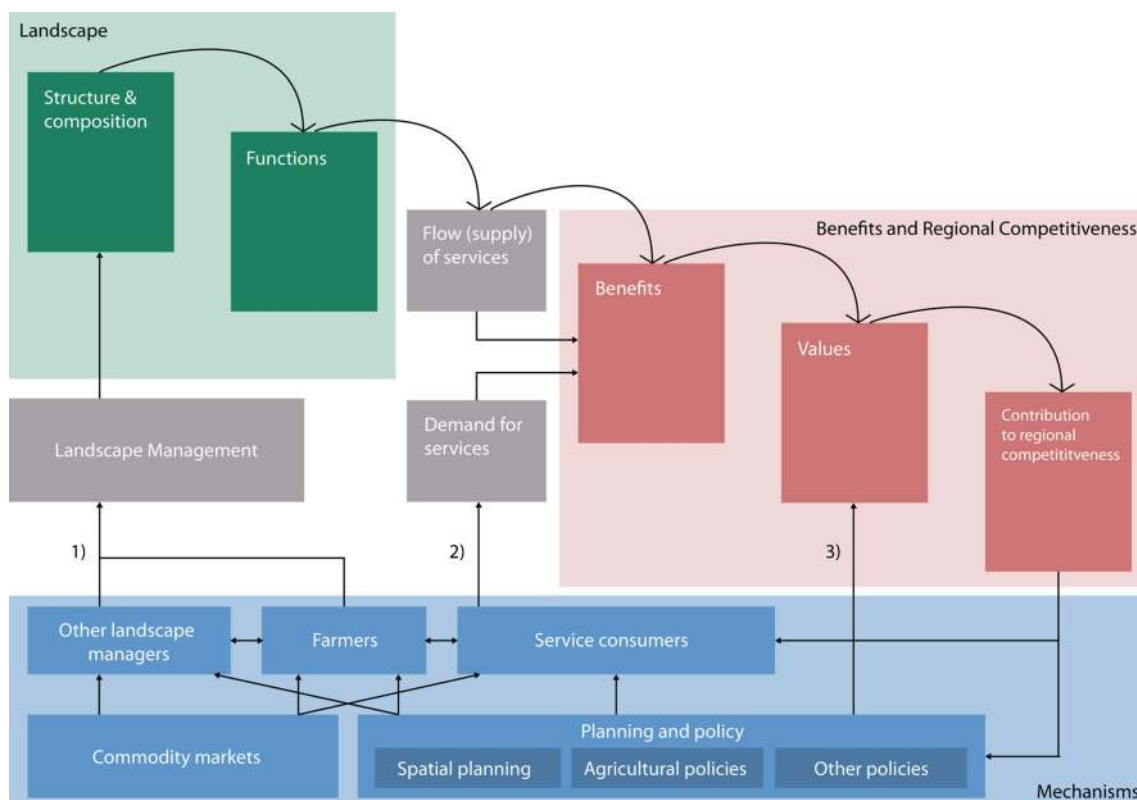 Landscape
Structure &
composition
Functions
Flow (supply)
of services
Benefits and Regional Competitiveness
Benefits
Values
Contribution
to regional
competititveness
Landscape Management
Demand for
services
1)
2)
3)
Other landscape
managers
Farmers
Service consumers
Commodity markets
Planning and policy
Spatial planning
Agricultural policies
Other policies
Mechanisms